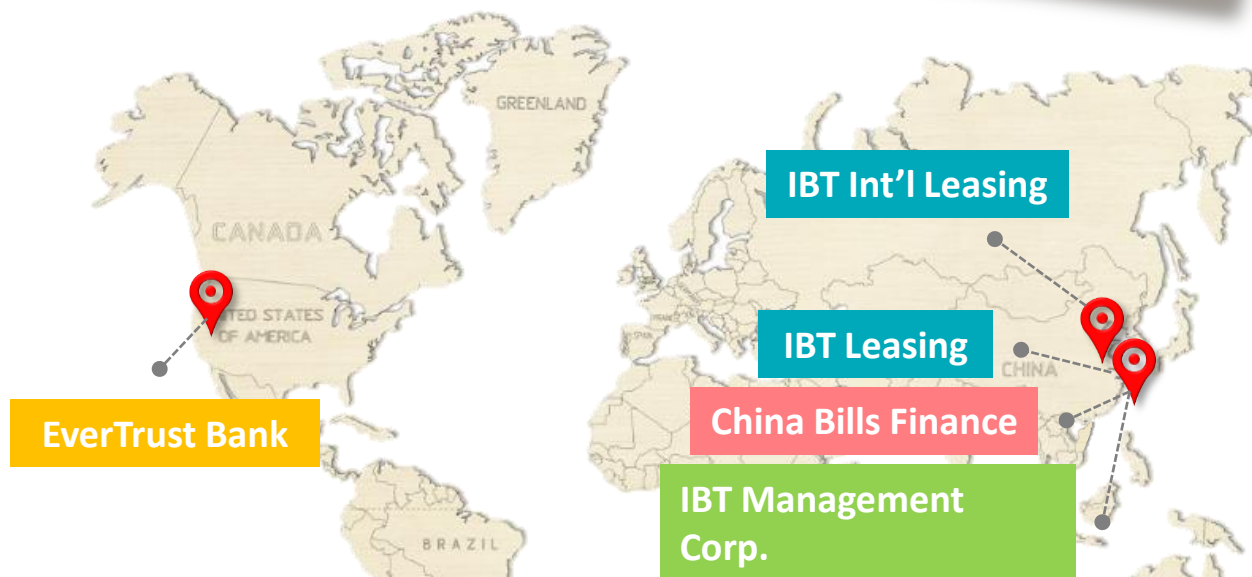 GREENLAND
IBT Int'l Leasing
CANADA
UNITED STATES
OF AMERICA
IBT Leasing
CHINA
China Bills Finance
EverTrust Bank
IBT Management
Corp.
BRAZIL